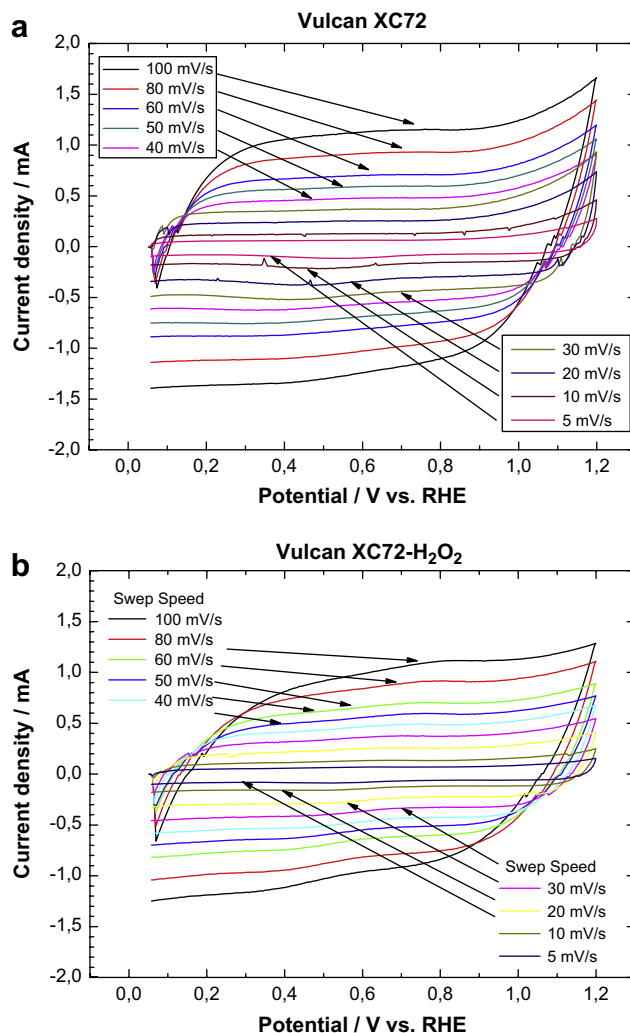 a
Vulcan XC72
2,0
1,5
1,0
0,5
0,0
-0,5
-1,0
-1,5
-2,0
Current density / mA
100 mV/s
80 mV/s
60 mV/s
50 mV/s
40 mV/s
30 mV/s
20 mV/s
10 mV/s
5 mV/s
0,0 0,2 0,4 0,6 0,8 1,0 1,2
Potential / V vs. RHE
b
Vulcan XC72-H₂O₂
2,0
1,5
1,0
0,5
0,0
-0,5
-1,0
-1,5
-2,0
Current density / mA
Swep Speed
100 mV/s
80 mV/s
60 mV/s
50 mV/s
40 mV/s
Swep Speed
30 mV/s
20 mV/s
10 mV/s
5 mV/s
0,0 0,2 0,4 0,6 0,8 1,0 1,2
Potential / V vs. RHE